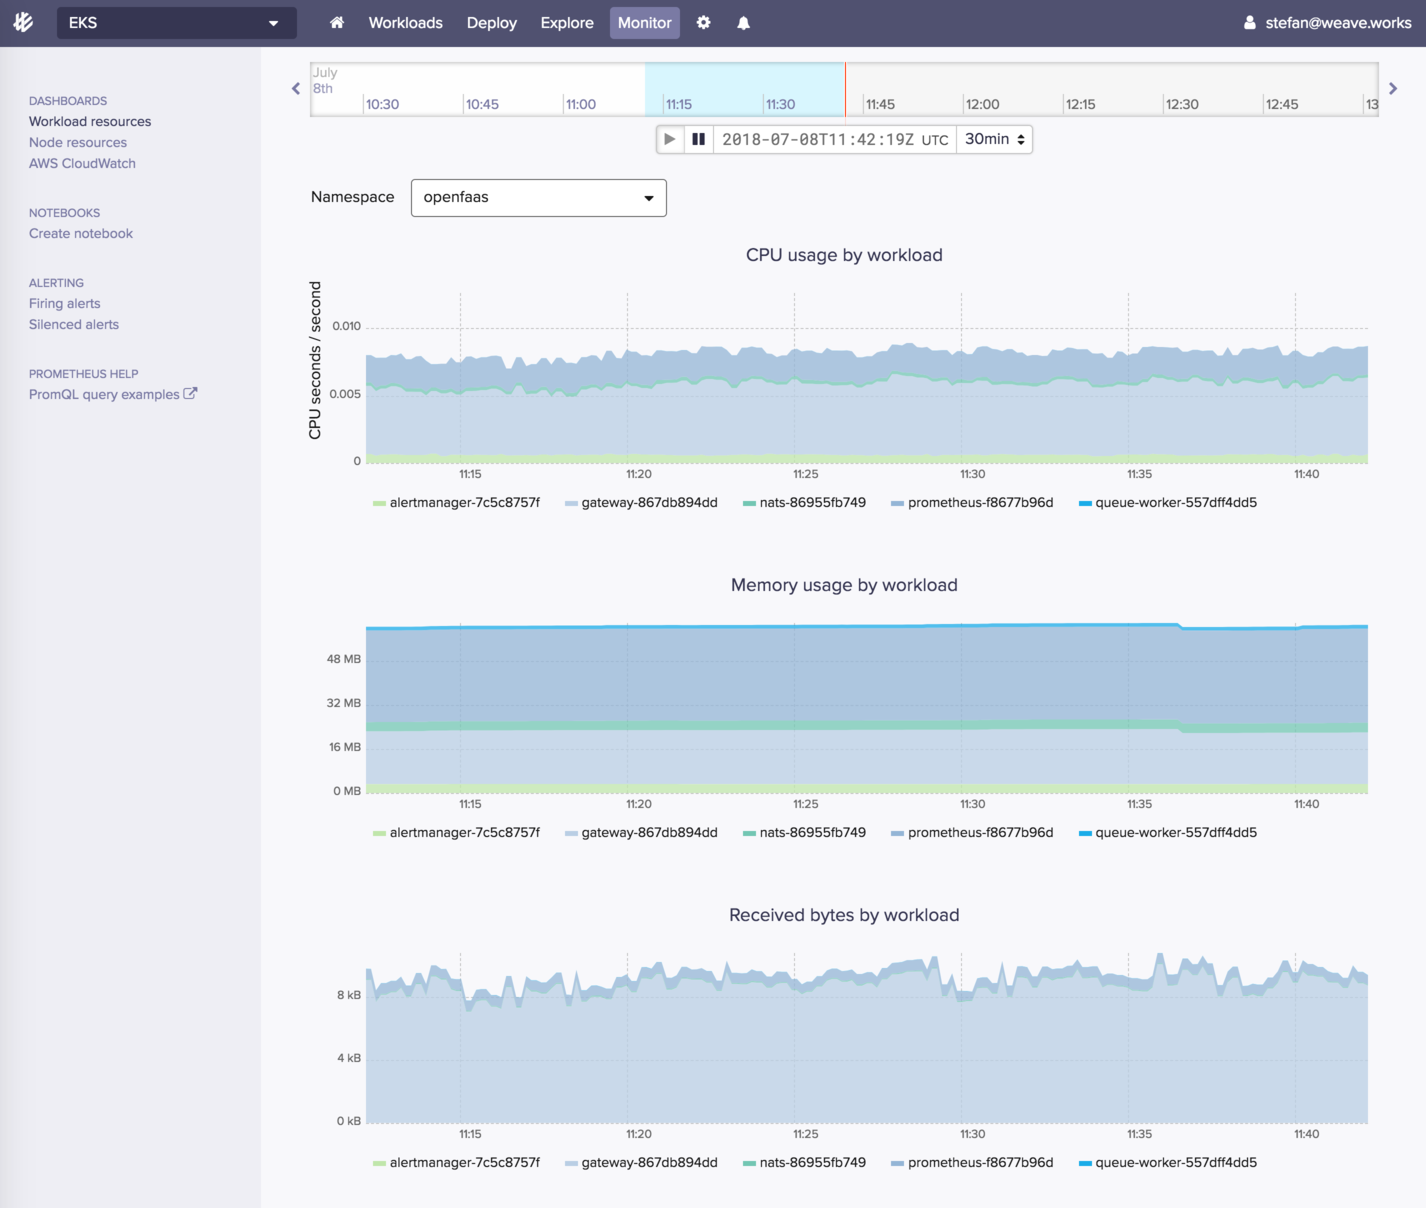 EKS Workloads Deploy Explore Monitor stefan@weave.works
DASHBOARDS
Workload resources
Node resources
AWS CloudWatch
NOTEBOOKS
Create notebook
ALERTING
Firing alerts
Silenced alerts
PROMETHEUS HELP
PromQL query examples
July
8th
10:30 10:45 11:00 11:15 11:30 11:45 12:00 12:15 12:30 12:45 13
2018-07-08T11:42:19Z UTC 30min
Namespace openfaas
CPU usage by workload
CPU seconds / second
0.010
0.005
0
11:15 11:20 11:25 11:30 11:35 11:40
alertmanager-7c5c8757f gateway-867db894dd nats-86955fb749 prometheus-f8677b96d queue-worker-557dff4dd5
Memory usage by workload
48 MB
32 MB
16 MB
0 MB
11:15 11:20 11:25 11:30 11:35 11:40
alertmanager-7c5c8757f gateway-867db894dd nats-86955fb749 prometheus-f8677b96d queue-worker-557dff4dd5
Received bytes by workload
8 kB
4 kB
0 kB
11:15 11:20 11:25 11:30 11:35 11:40
alertmanager-7c5c8757f gateway-867db894dd nats-86955fb749 prometheus-f8677b96d queue-worker-557dff4dd5